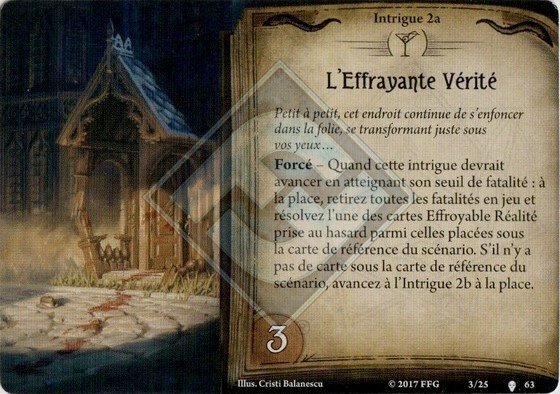 Intrigue 2a
L'Effrayante Vérité
Petit à petit, cet endroit continue de s'enfoncer
dans la folie, se transformant juste sous
vos yeux…
Forcé – Quand cette intrigue devrait
avancer en atteignant son seuil de fatalité : à
la place, retirez toutes les fatalités en jeu et
résolvez l'une des cartes Effroyable Réalité
prise au hasard parmi celles placées sous
la carte de référence du scénario. S'il n'y a
pas de carte sous la carte de référence du
scénario, avancez à l'Intrigue 2b à la place.
3
Illus. Cristi Balanescu
© 2017 FFG
3/25
63